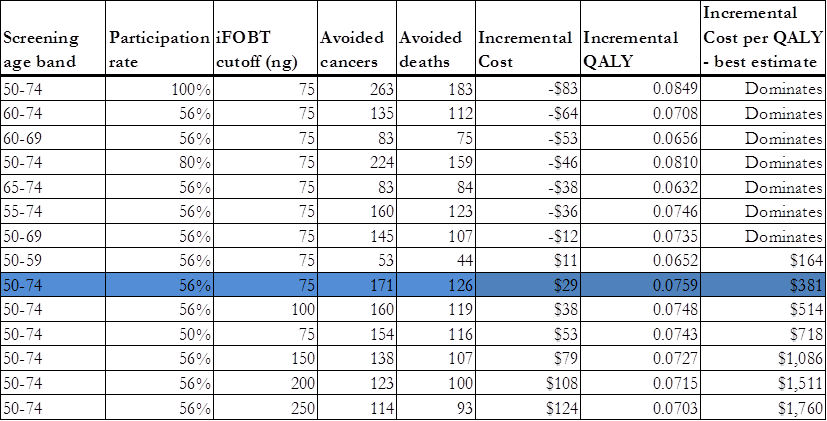 Screening age band Participation rate iFOBT cutoff (ng) Avoided cancers Avoided deaths Incremental Cost Incremental QALY Incremental Cost per QALY - best estimate
50-74 100% 75 263 183 -$83 0.0849 Dominates
60-74 56% 75 135 112 -$64 0.0708 Dominates
60-69 56% 75 83 75 -$53 0.0656 Dominates
50-74 80% 75 224 159 -$46 0.0810 Dominates
65-74 56% 75 83 84 -$38 0.0632 Dominates
55-74 56% 75 160 123 -$36 0.0746 Dominates
50-69 56% 75 145 107 -$12 0.0735 Dominates
50-59 56% 75 53 44 $11 0.0652 $164
50-74 56% 75 171 126 $29 0.0759 $381
50-74 56% 100 160 119 $38 0.0748 $514
50-74 50% 75 154 116 $53 0.0743 $718
50-74 56% 150 138 107 $79 0.0727 $1,086
50-74 56% 200 123 100 $108 0.0715 $1,511
50-74 56% 250 114 93 $124 0.0703 $1,760